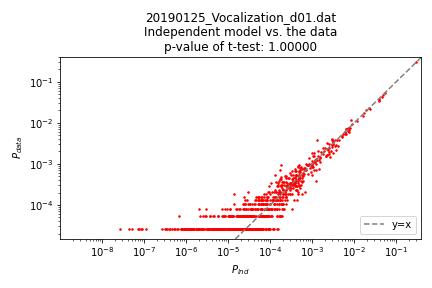 20190125_Vocalization_d01.dat
Independent model vs. the data
p-value of t-test: 1.00000
P_data
10⁻¹
10⁻²
10⁻³
10⁻⁴
y=x
10⁻⁸ 10⁻⁷ 10⁻⁶ 10⁻⁵ 10⁻⁴ 10⁻³ 10⁻² 10⁻¹
P_ind